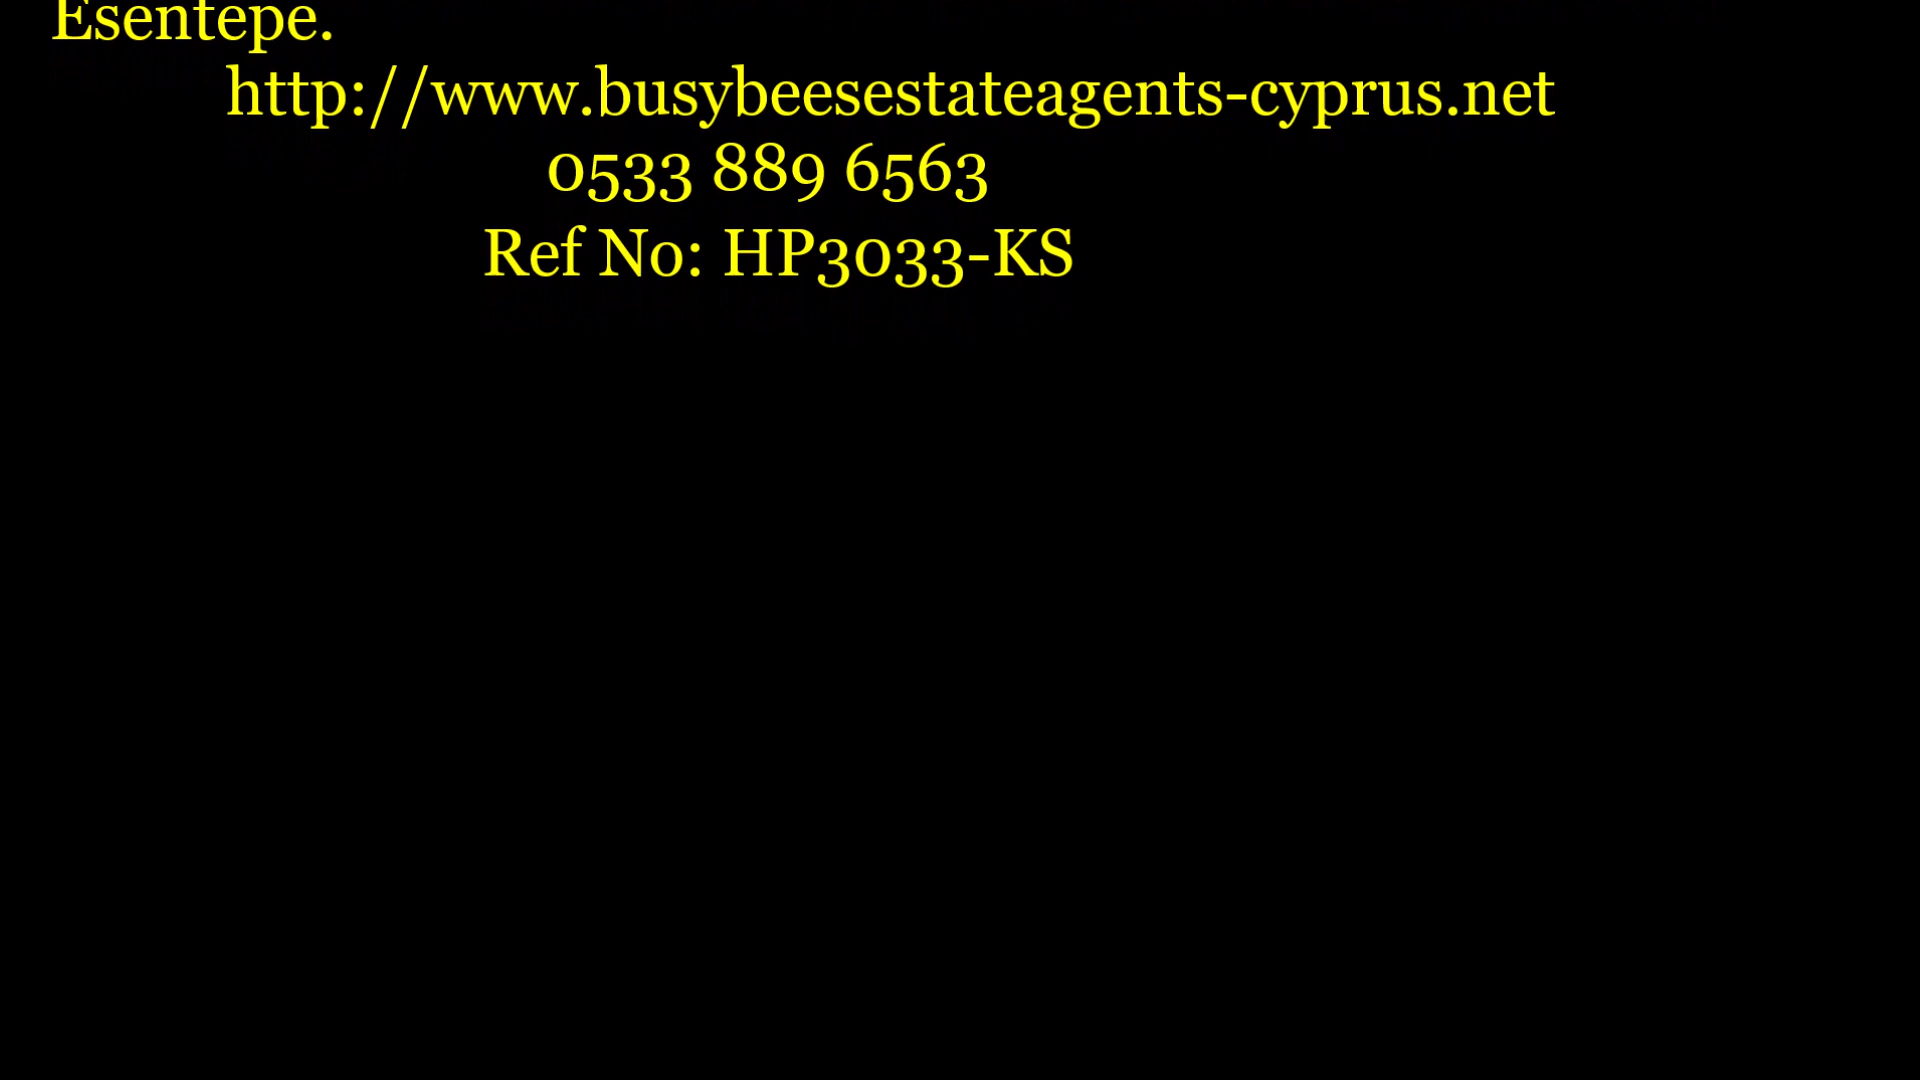 Esentepe.
http://www.busybeesestateagents-cyprus.net
0533 889 6563
Ref No: HP3033-KS